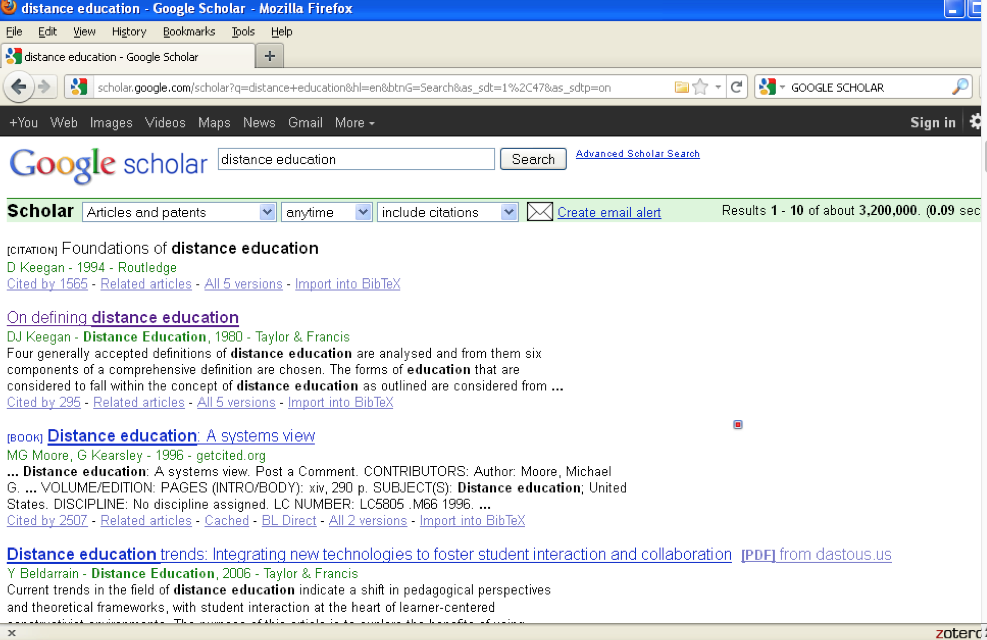 distance education - Google Scholar - Mozilla Firefox
File Edit View History Bookmarks Tools Help
distance education - Google Scholar
scholar.google.com/scholar?q=distance+education&hl=en&btnG=Search&as_sdt=1%2C47&as_sdtp=on GOOGLE SCHOLAR
+You Web Images Videos Maps News Gmail More Sign in
Google scholar distance education Search Advanced Scholar Search
Scholar Articles and patents anytime include citations Create email alert Results 1 - 10 of about 3,200,000. (0.09 sec
[CITATION] Foundations of distance education
D Keegan - 1994 - Routledge
Cited by 1565 - Related articles - All 5 versions - Import into BibTeX
On defining distance education
DJ Keegan - Distance Education, 1980 - Taylor & Francis
Four generally accepted definitions of distance education are analysed and from them six
components of a comprehensive definition are chosen. The forms of education that are
considered to fall within the concept of distance education as outlined are considered from ...
Cited by 295 - Related articles - All 5 versions - Import into BibTeX
[BOOK] Distance education: A systems view
MG Moore, G Kearsley - 1996 - getcited.org
... Distance education: A systems view. Post a Comment. CONTRIBUTORS: Author: Moore, Michael
G. ... VOLUME/EDITION: PAGES (INTRO/BODY): xiv, 290 p. SUBJECT(S): Distance education; United
States. DISCIPLINE: No discipline assigned. LC NUMBER: LC5805 .M66 1996. ...
Cited by 2507 - Related articles - Cached - BL Direct - All 2 versions - Import into BibTeX
Distance education trends: Integrating new technologies to foster student interaction and collaboration [PDF] from dastous.us
Y Beldarrain - Distance Education, 2006 - Taylor & Francis
Current trends in the field of distance education indicate a shift in pedagogical perspectives
and theoretical frameworks, with student interaction at the heart of learner-centered
zotero